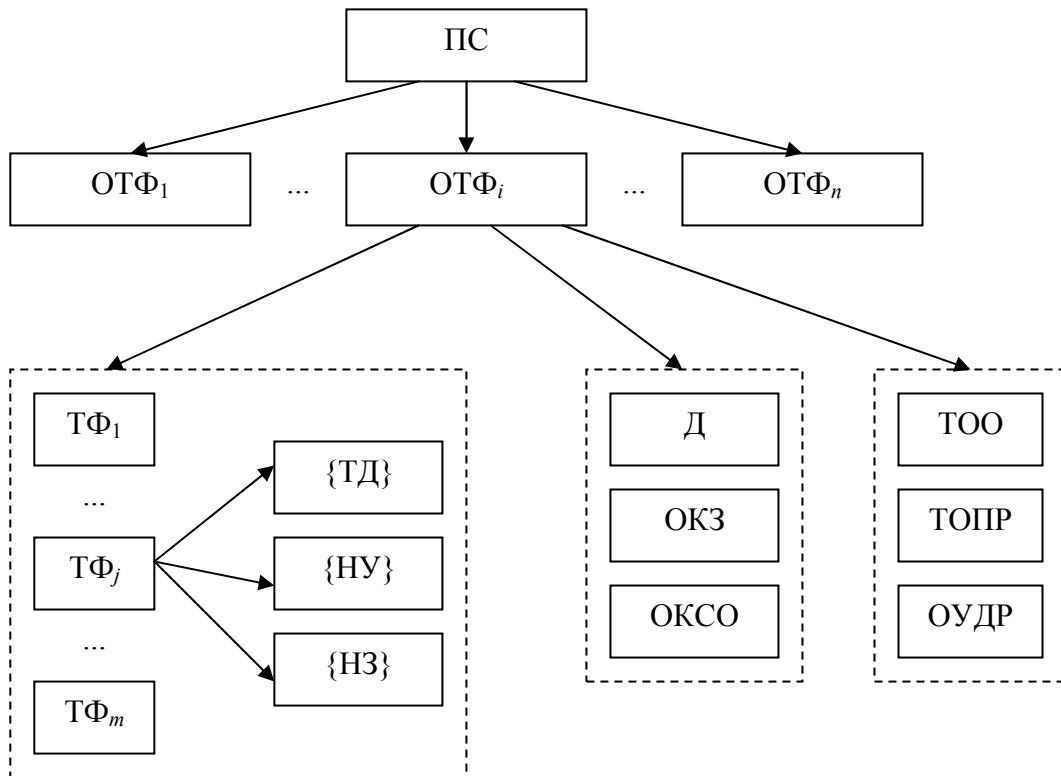 ПС
ОТФ1 ... ОТФi ... ОТФn
ТФ1
...
ТФj
...
ТФm
{ТД}
{НУ}
{НЗ}
Д
ОКЗ
ОКСО
ТОО
ТОПР
ОУДР